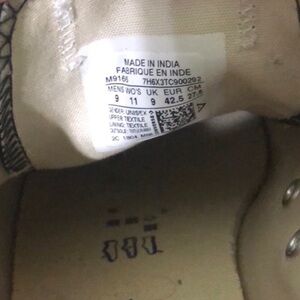 MADE IN INDIA
FABRIQUE EN INDE
M9166 7H6X3TC900292
MENS WO'S UK EUR CM
9 11 9 42.5 27.5
GENDER: UNISEX
UPPER: TEXTILE
LINING: TEXTILE